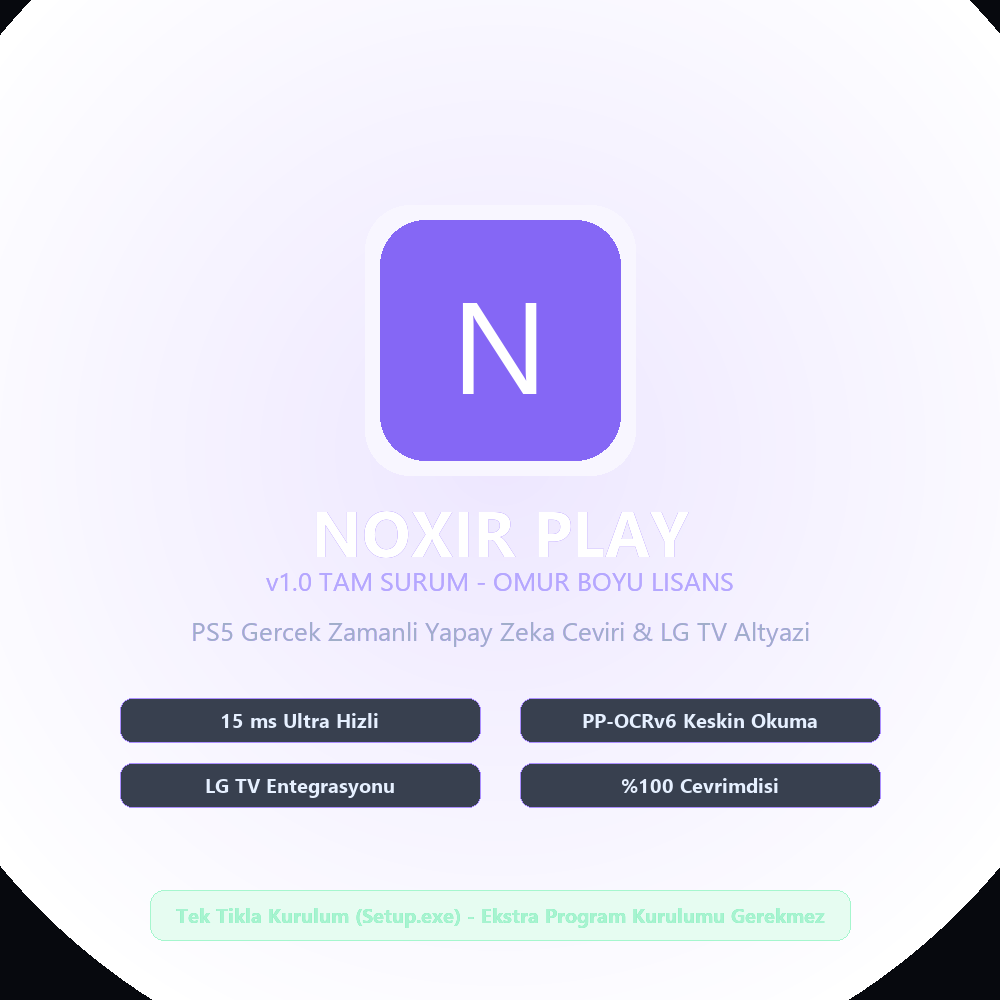 N
NOXIR PLAY
v1.0 TAM SURUM - OMUR BOYU LISANS
PS5 Gercek Zamanli Yapay Zeka Ceviri & LG TV Altyazi
15 ms Ultra Hizli
PP-OCRv6 Keskin Okuma
LG TV Entegrasyonu
%100 Cevrimdisi
Tek Tikla Kurulum (Setup.exe) - Ekstra Program Kurulumu Gerekmez